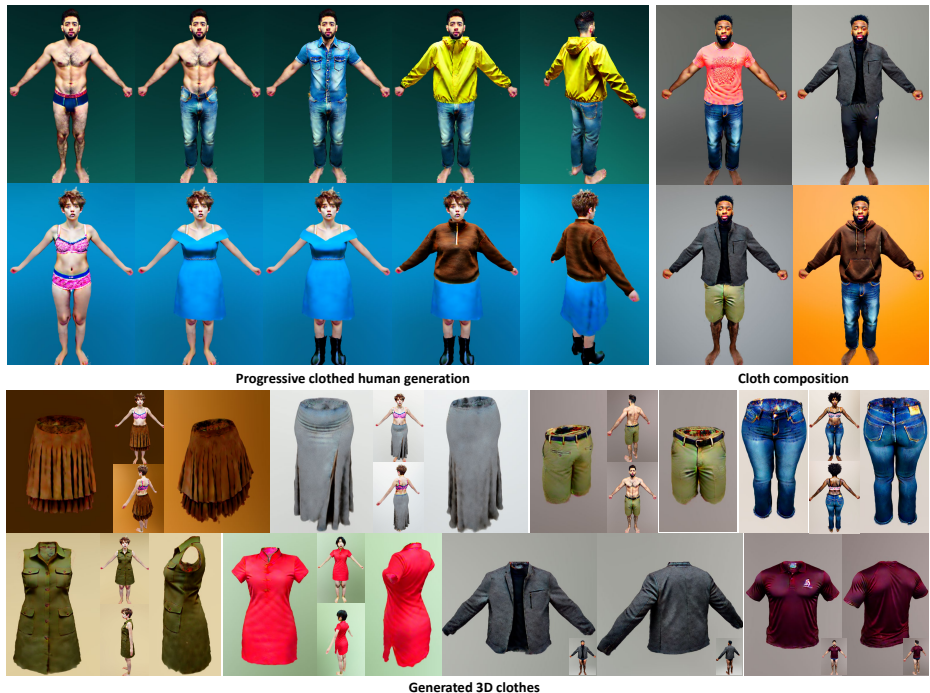 Progressive clothed human generation
Cloth composition
Generated 3D clothes